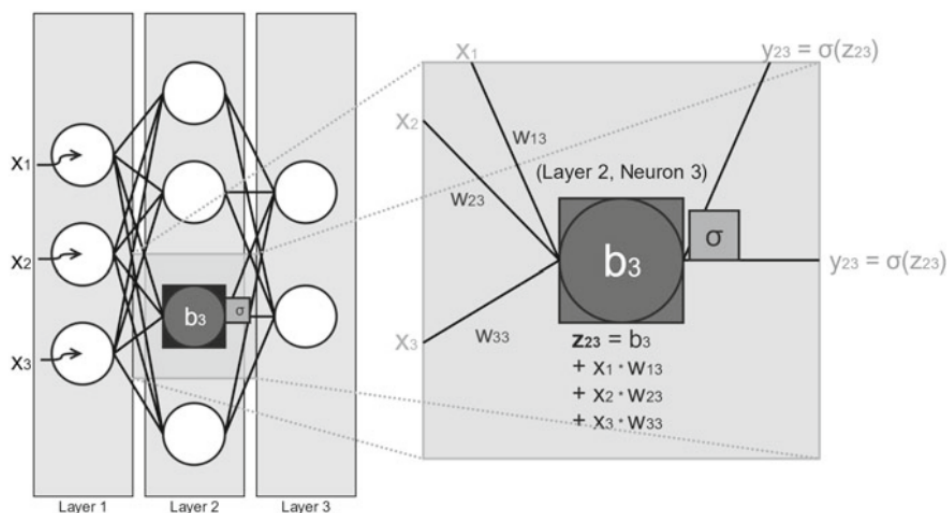 X1
X2
X3
b3
σ
Layer 1
Layer 2
Layer 3
X1
y23 = σ(z23)
X2
W13
(Layer 2, Neuron 3)
W23
σ
b3
y23 = σ(z23)
X3
W33
z23 = b3
+ X1 · W13
+ X2 · W23
+ X3 · W33